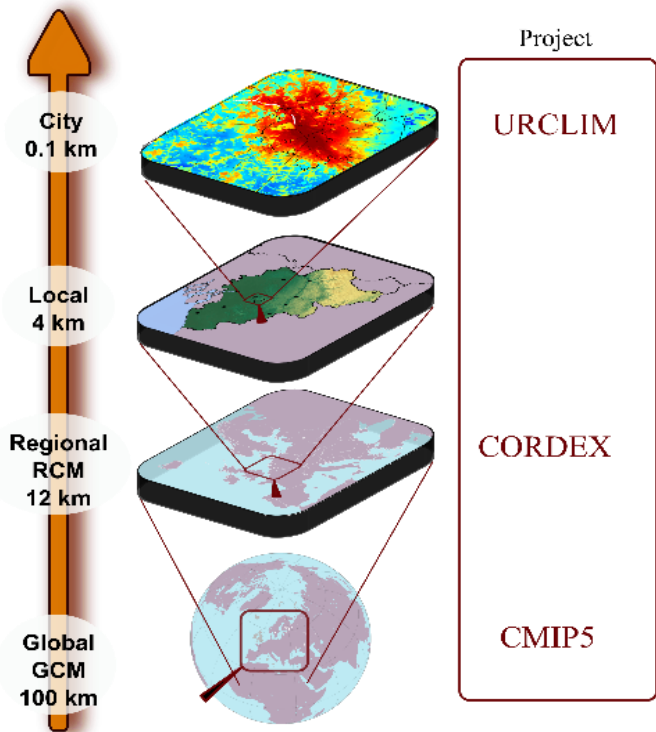 Project
City
0.1 km
URCLIM
Local
4 km
Regional
RCM
12 km
CORDEX
Global
GCM
100 km
CMIP5